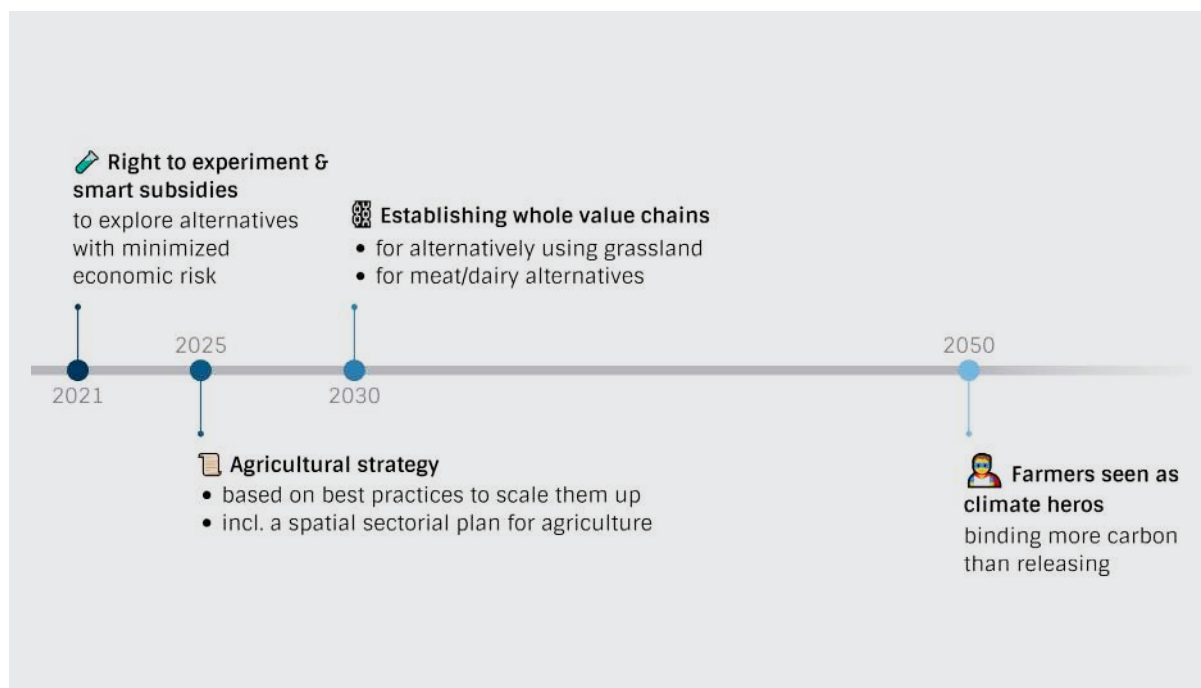 Right to experiment &
smart subsidies
to explore alternatives
with minimized
economic risk
Establishing whole value chains
• for alternatively using grassland
• for meat/dairy alternatives
2025
2050
2021
2030
Agricultural strategy
• based on best practices to scale them up
• incl. a spatial sectorial plan for agriculture
Farmers seen as
climate heros
binding more carbon
than releasing